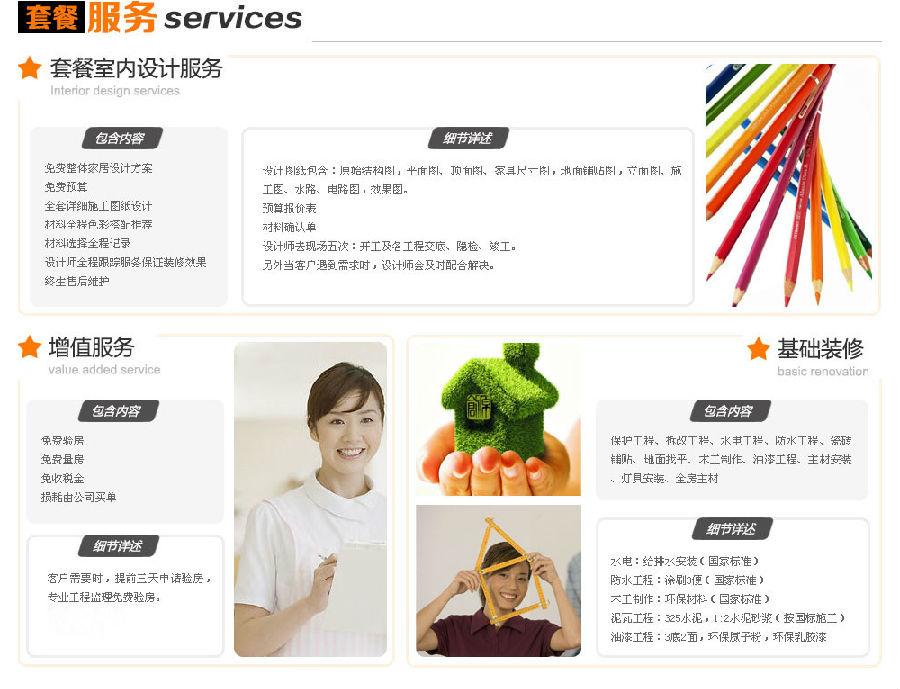 套餐 服务 services
套餐室内设计服务
Interior design services
包含内容
免费整体家居设计方案
免费预算
全套详细施工图纸设计
材料全程色彩搭配推荐
材料选择全程记录
设计师全程跟踪服务保证装修效果
终生售后维护
细节详述
设计图纸包含：原始结构图，平面图、顶面图、家具尺寸图，地面铺贴图，立面图、施
工图、水路、电路图，效果图。
预算报价表
材料确认单
设计师去现场五次：开工及各工程交底、隐检、竣工。
另外当客户遇到需求时，设计师会及时配合解决。
增值服务
value added service
包含内容
免费验房
免费量房
免收税金
损耗由公司买单
细节详述
客户需要时，提前三天申请验房，
专业工程监理免费验房。
基础装修
basic renovation
包含内容
保护工程、拆改工程、水电工程、防水工程、瓷砖
铺贴、地面找平、木工制作、油漆工程、主材安装
、灯具安装、全房主材
细节详述
水电：给排水安装（国家标准）
防水工程：涂刷3遍（国家标准）
木工制作：环保材料（国家标准）
泥瓦工程：325水泥，1:2水泥砂浆（按国标施工）
油漆工程：3底2面，环保腻子粉，环保乳胶漆